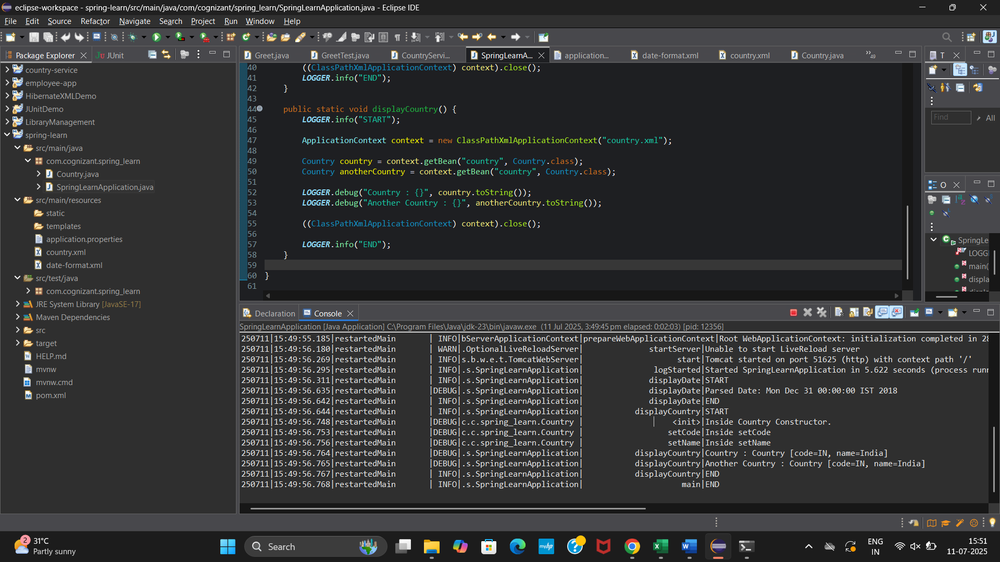 eclipse-workspace - spring-learn/src/main/java/com/cognizant/spring_learn/SpringLearnApplication.java - Eclipse IDE
File Edit Source Refactor Navigate Search Project Run Window Help
Package Explorer
JUnit
country-service
employee-app
HibernateXMLDemo
JUnitDemo
LibraryManagement
spring-learn
src/main/java
com.cognizant.spring_learn
Country.java
SpringLearnApplication.java
src/main/resources
static
templates
application.properties
country.xml
date-format.xml
src/test/java
com.cognizant.spring_learn
JRE System Library [JavaSE-17]
Maven Dependencies
src
target
HELP.md
mvnw
mvnw.cmd
pom.xml
Greet.java GreetTest.java CountryServi... SpringLearnA... application... date-format.xml country.xml Country.java 49
40 ((ClassPathXmlApplicationContext) context).close();
41 LOGGER.info("END");
42 }
43
44 public static void displayCountry() {
45 LOGGER.info("START");
46
47 ApplicationContext context = new ClassPathXmlApplicationContext("country.xml");
48
49 Country country = context.getBean("country", Country.class);
50 Country anotherCountry = context.getBean("country", Country.class);
51
52 LOGGER.debug("Country : {}", country.toString());
53 LOGGER.debug("Another Country : {}", anotherCountry.toString());
54
55 ((ClassPathXmlApplicationContext) context).close();
56
57 LOGGER.info("END");
58 }
59
60 }
61
T
Find All
O
SpringLe
LOGG
main(
displa
Declaration Console
SpringLearnApplication [Java Application] C:\Program Files\Java\jdk-23\bin\javaw.exe (11 Jul 2025, 3:49:45 pm elapsed: 0:02:03) [pid: 12356]
250711|15:49:55.185|restartedMain | INFO|bServerApplicationContext|prepareWebApplicationContext|Root WebApplicationContext: initialization completed in 28
250711|15:49:56.180|restartedMain | WARN|.OptionalLiveReloadServer| startServer|Unable to start LiveReload server
250711|15:49:56.269|restartedMain | INFO|s.b.w.e.t.TomcatWebServer| start|Tomcat started on port 51625 (http) with context path '/'
250711|15:49:56.295|restartedMain | INFO|.s.SpringLearnApplication| logStarted|Started SpringLearnApplication in 5.622 seconds (process runn
250711|15:49:56.311|restartedMain | INFO|.s.SpringLearnApplication| displayDate|START
250711|15:49:56.635|restartedMain |DEBUG|.s.SpringLearnApplication| displayDate|Parsed Date: Mon Dec 31 00:00:00 IST 2018
250711|15:49:56.642|restartedMain | INFO|.s.SpringLearnApplication| displayDate|END
250711|15:49:56.644|restartedMain | INFO|.s.SpringLearnApplication| displayCountry|START
250711|15:49:56.748|restartedMain |DEBUG|c.c.spring_learn.Country | <init>|Inside Country Constructor.
250711|15:49:56.753|restartedMain |DEBUG|c.c.spring_learn.Country | setCode|Inside setCode
250711|15:49:56.756|restartedMain |DEBUG|c.c.spring_learn.Country | setName|Inside setName
250711|15:49:56.764|restartedMain |DEBUG|.s.SpringLearnApplication| displayCountry|Country : Country [code=IN, name=India]
250711|15:49:56.765|restartedMain |DEBUG|.s.SpringLearnApplication| displayCountry|Another Country : Country [code=IN, name=India]
250711|15:49:56.767|restartedMain | INFO|.s.SpringLearnApplication| displayCountry|END
250711|15:49:56.768|restartedMain | INFO|.s.SpringLearnApplication| main|END
2
31°C
Partly sunny
Search
myhp
ENG
IN
15:51
11-07-2025